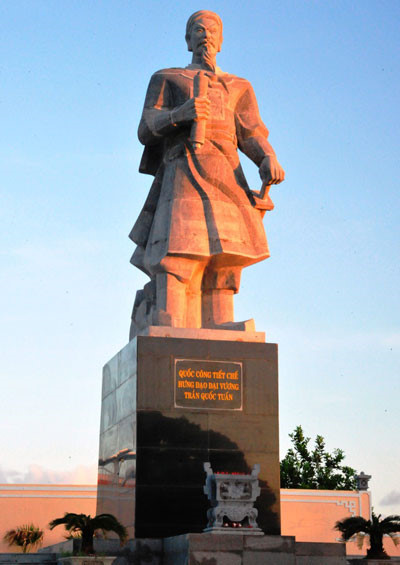 QUỐC CÔNG TIẾT CHẾ
HƯNG ĐẠO ĐẠI VƯƠNG
TRẦN QUỐC TUẤN